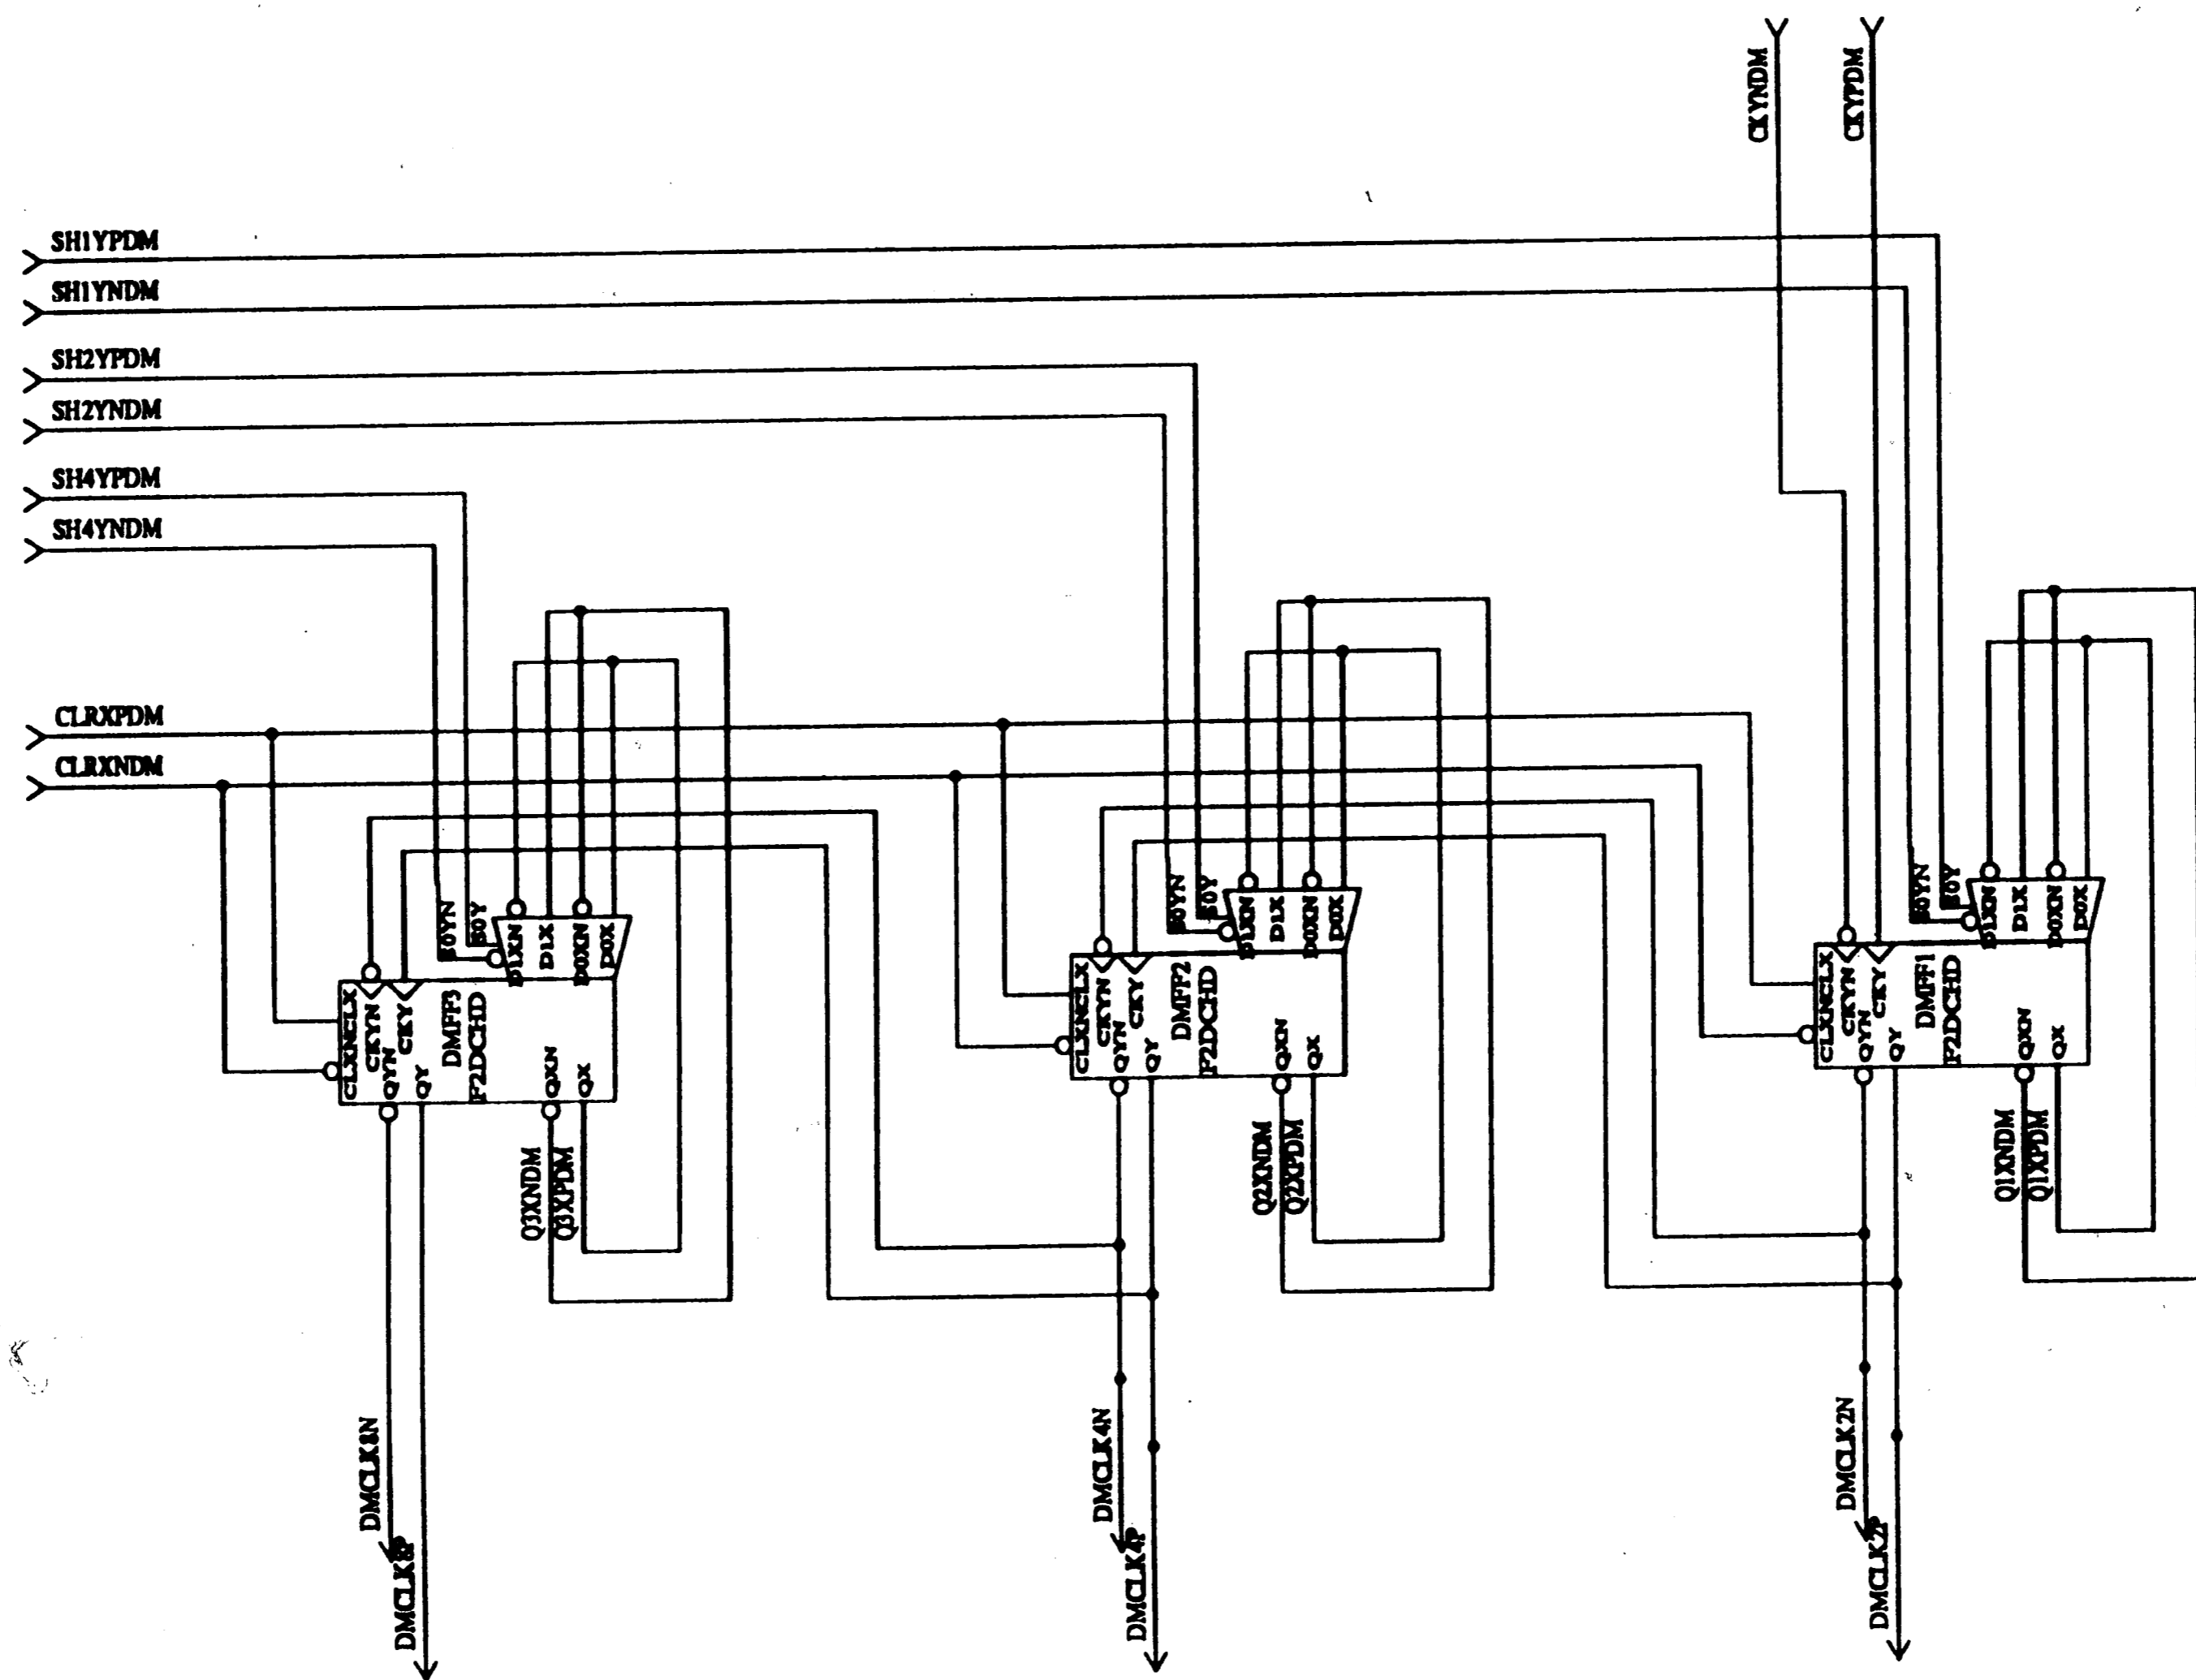 CKYNDM
CKYPDM
SH1YPDM
SH1YNDM
SH2YPDM
SH2YNDM
SH4YPDM
SH4YNDM
CLRXPDM
CLRXNDM
S0YN
S0Y
D1XN
D1X
D0XN
D0X
CLXNCLX
CKYN
CKY
QYN
QY
DMFF3
F2DCHD
QXN
QX
Q3XNDM
Q3XPDM
DMCLK8N
DMCLK8P
S0YN
S0Y
D1XN
D1X
D0XN
D0X
CLXNCLX
CKYN
CKY
QYN
QY
DMFF2
F2DCHD
QXN
QX
Q2XNDM
Q2XPDM
DMCLK4N
DMCLK4P
S0YN
S0Y
D1XN
D1X
D0XN
D0X
CLXNCLX
CKYN
CKY
QYN
QY
DMFF1
F2DCHD
QXN
QX
Q1XNDM
Q1XPDM
DMCLK2N
DMCLK2P